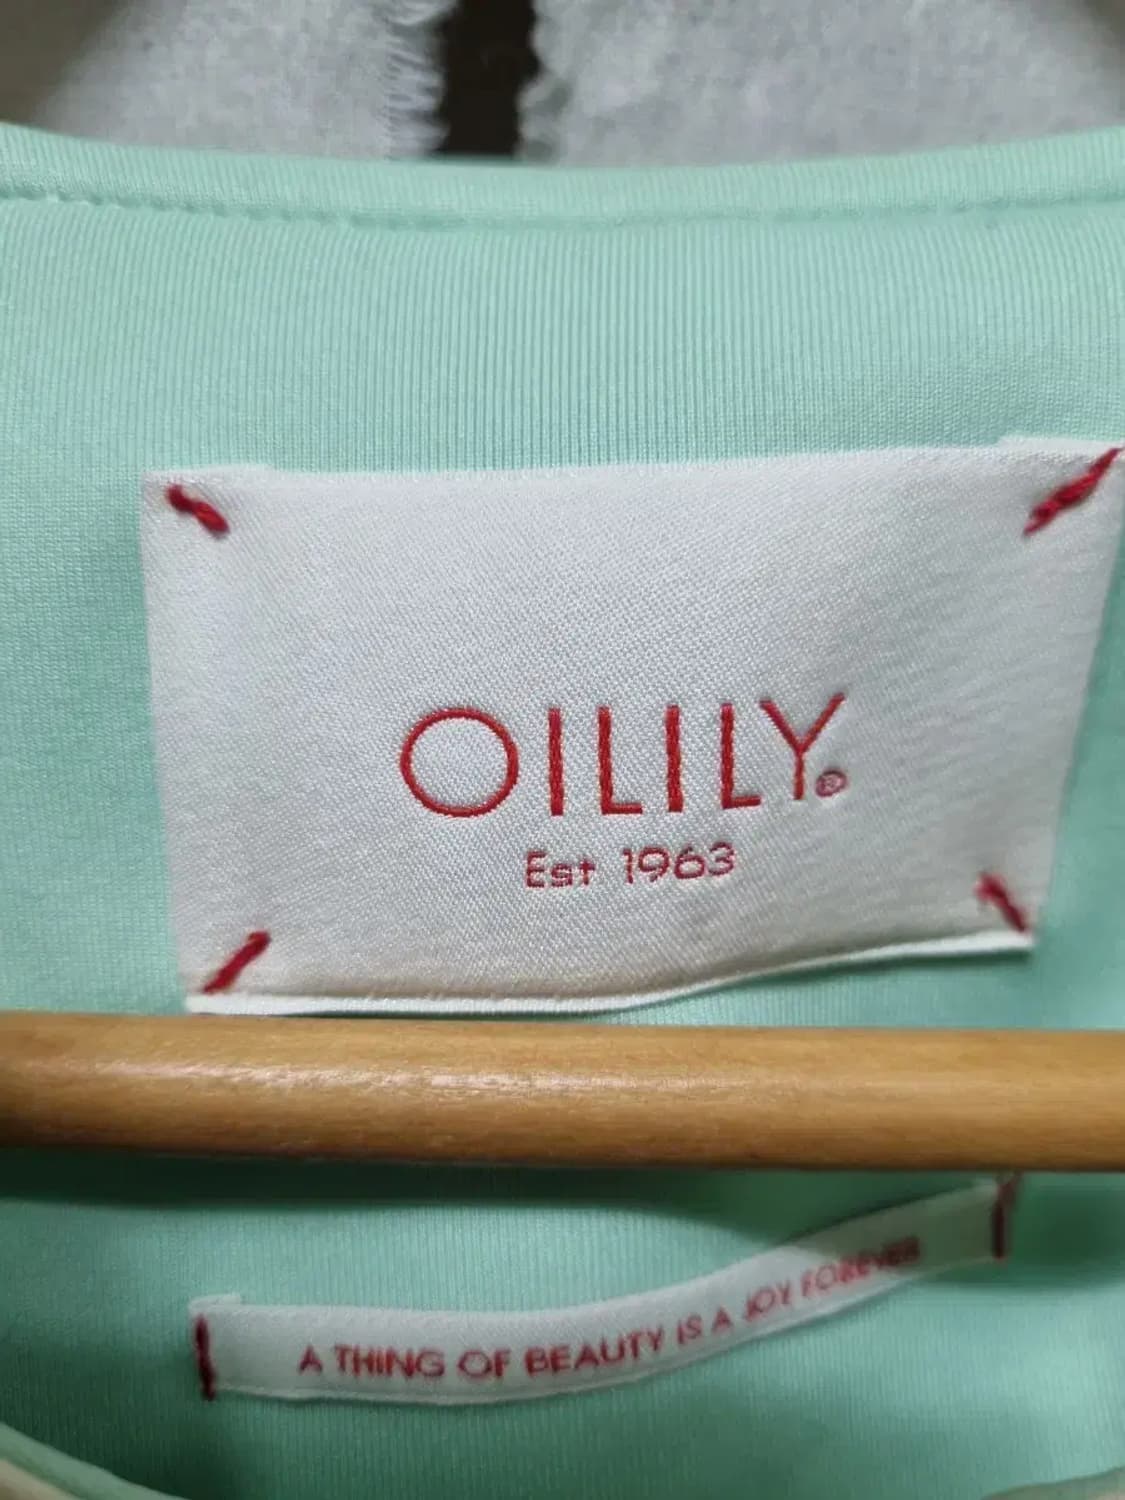 OILILY®
Est 1963
A THING OF BEAUTY IS A JOY FOREVER